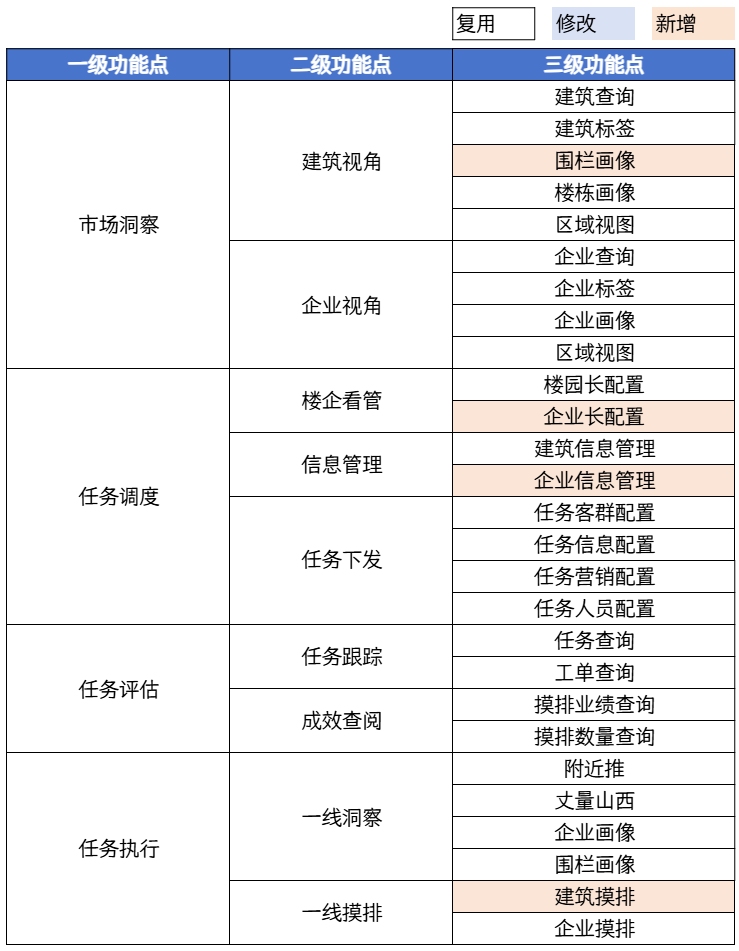 复用 修改 新增
一级功能点 二级功能点 三级功能点
市场洞察 建筑视角 建筑查询
建筑标签
围栏画像
楼栋画像
区域视图
企业视角 企业查询
企业标签
企业画像
区域视图
任务调度 楼企看管 楼园长配置
企业长配置
信息管理 建筑信息管理
企业信息管理
任务下发 任务客群配置
任务信息配置
任务营销配置
任务人员配置
任务评估 任务跟踪 任务查询
工单查询
成效查阅 摸排业绩查询
摸排数量查询
任务执行 一线洞察 附近推
丈量山西
企业画像
围栏画像
一线摸排 建筑摸排
企业摸排